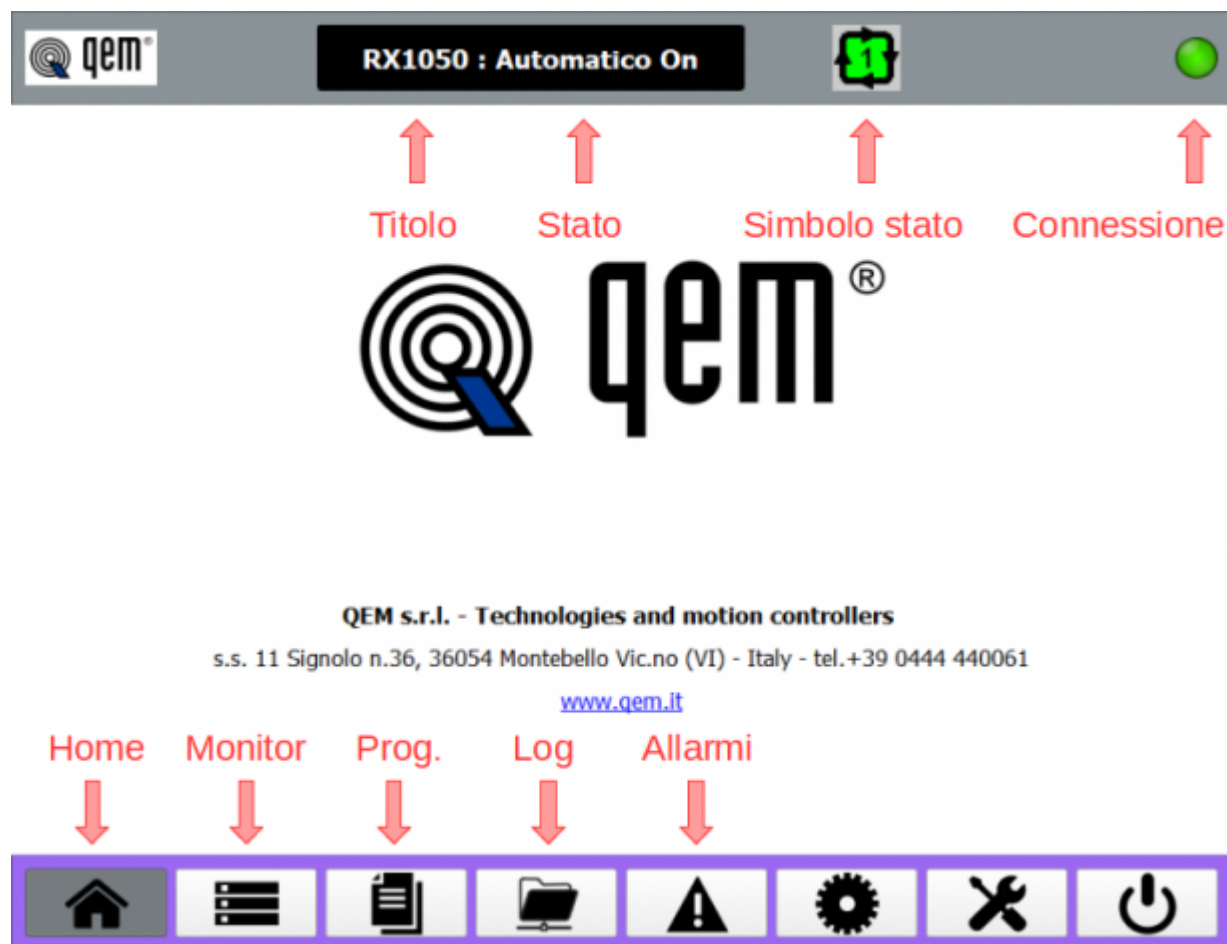 qem®
RX1050 : Automatico On
1
Titolo
Stato
Simbolo stato
Connessione
qem®
QEM s.r.l. - Technologies and motion controllers
s.s. 11 Signolo n.36, 36054 Montebello Vic.no (VI) - Italy - tel.+39 0444 440061
www.qem.it
Home
Monitor
Prog.
Log
Allarmi